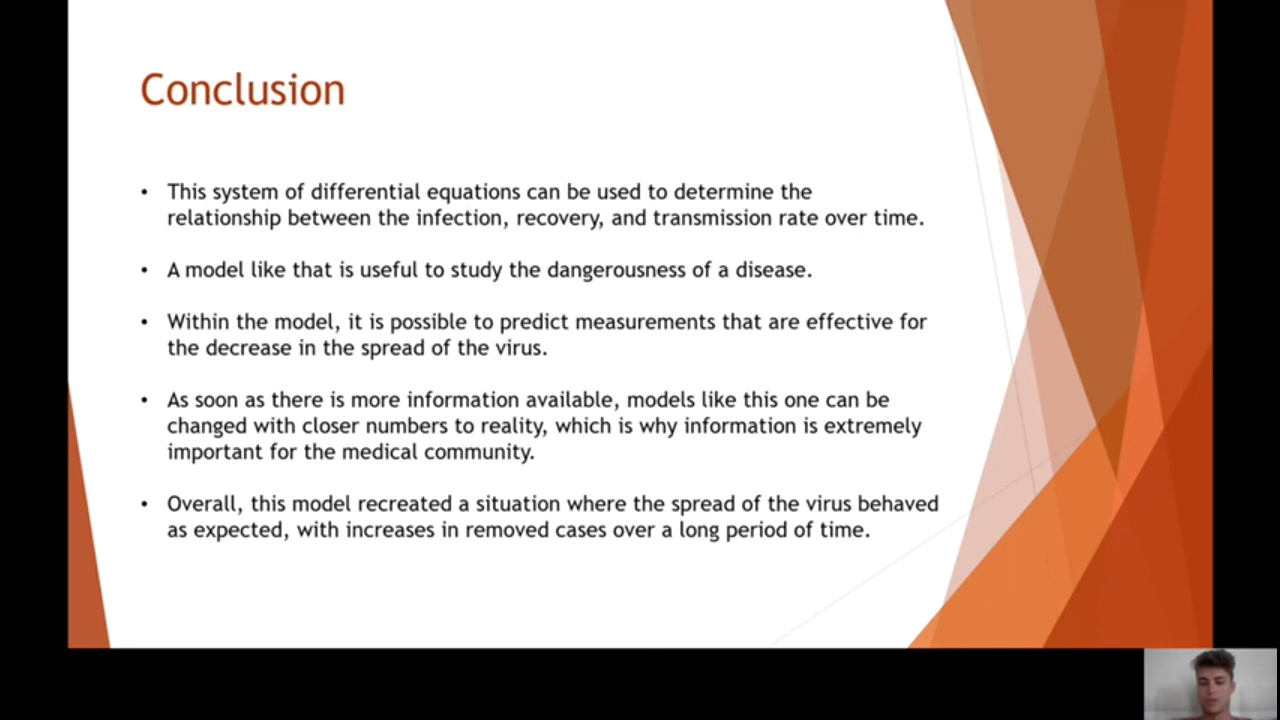 Conclusion
• This system of differential equations can be used to determine the
relationship between the infection, recovery, and transmission rate over time.
• A model like that is useful to study the dangerousness of a disease.
• Within the model, it is possible to predict measurements that are effective for
the decrease in the spread of the virus.
• As soon as there is more information available, models like this one can be
changed with closer numbers to reality, which is why information is extremely
important for the medical community.
• Overall, this model recreated a situation where the spread of the virus behaved
as expected, with increases in removed cases over a long period of time.